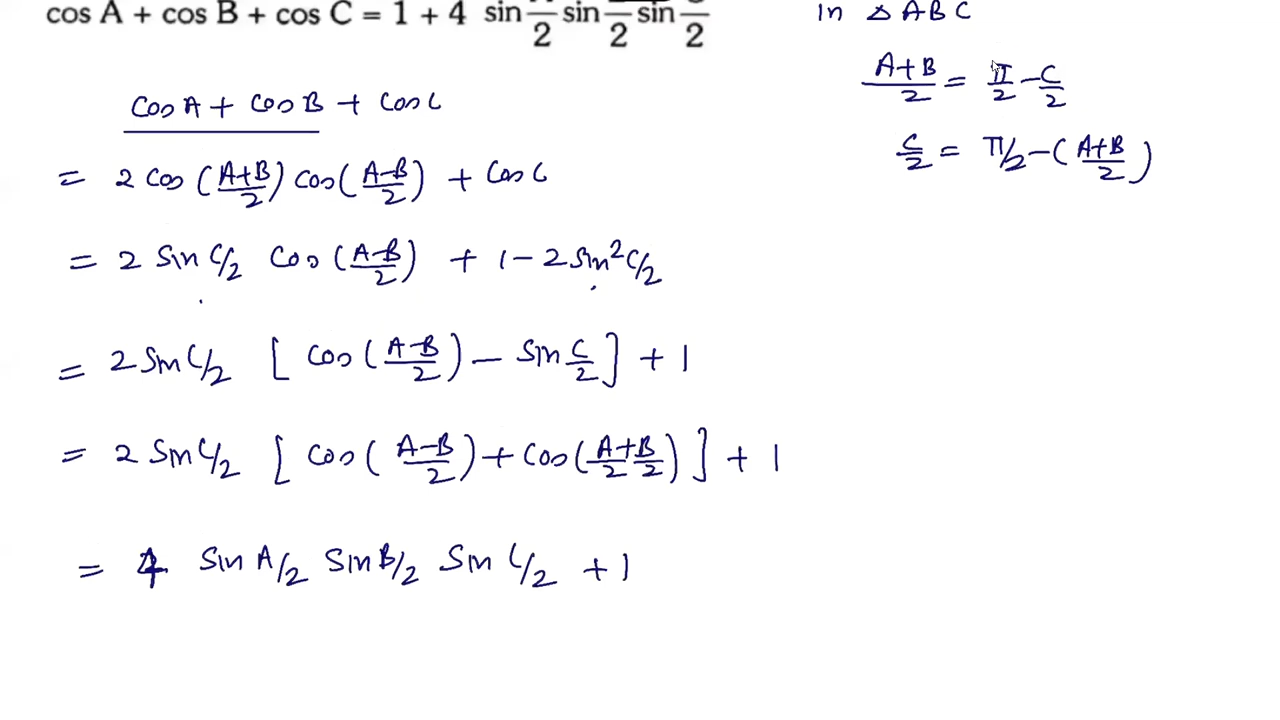 cos A + cos B + cos C = 1 + 4 sin —/2 sin —/2 sin —/2
In △ ABC
(A+B)/2 = π/2 - C/2
C/2 = π/2 - ((A+B)/2)
Cos A + cos B + cos C
= 2 cos ((A+B)/2) cos((A-B)/2) + cos C
= 2 sin C/2 cos ((A-B)/2) + 1 - 2 sin²C/2
= 2 sin C/2 [ cos ((A-B)/2) - sin C/2 ] + 1
= 2 sin C/2 [ cos ((A-B)/2) + cos (A/2 + B/2) ] + 1
= 4 sin A/2 sin B/2 sin C/2 + 1